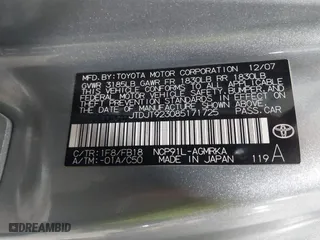 MFD. BY: TOYOTA MOTOR CORPORATION 12/07
GVWR 3185LB GAWR FR 1830LB RR 1830LB
THIS VEHICLE CONFORMS TO ALL APPLICABLE
FEDERAL MOTOR VEHICLE SAFETY, BUMPER, AND
THEFT PREVENTION STANDARDS IN EFFECT ON THE DATE OF
MANUFACTURE SHOWN ABOVE.
JTDJT923085171725 PASS. CAR
C/TR:1F8/FB18 NCP91L-AGMRKA
A/TM:-01A/C50 MADE IN JAPAN 119 A
TOYOTA
DREAMBID